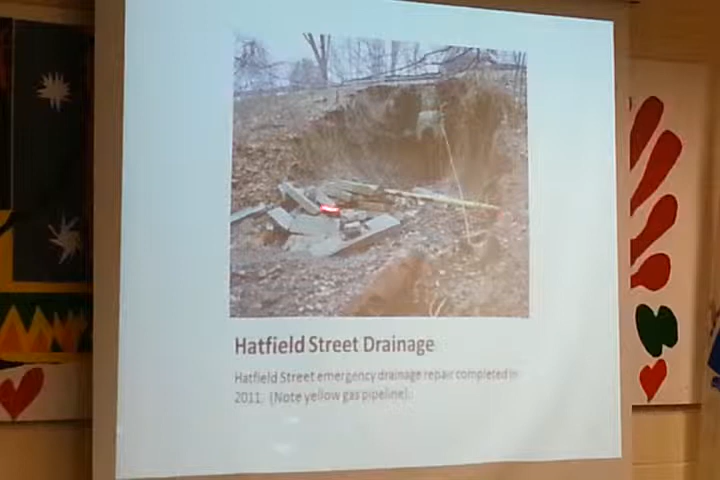 Hatfield Street Drainage
Hatfield Street emergency drainage repair completed in
2011. (Note yellow gas pipeline).